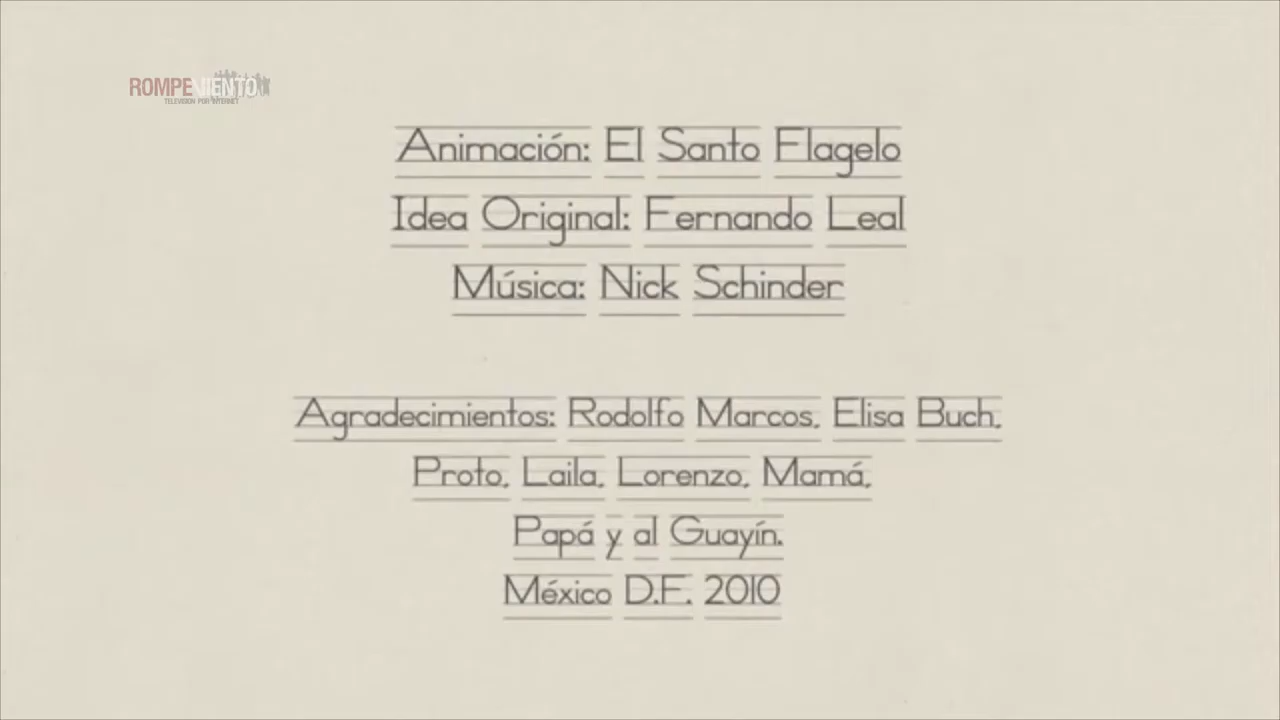 ROMPEVIENTO
TELEVISION POR INTERNET
Animación: El Santo Flagelo
Idea Original: Fernando Leal
Música: Nick Schinder
Agradecimientos: Rodolfo Marcos, Elisa Buch,
Proto, Laila, Lorenzo, Mamá,
Papá y al Guayín.
México D.F. 2010